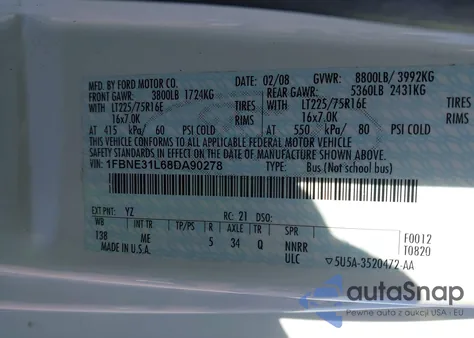 MFD. BY FORD MOTOR CO.
DATE: 02/08 GVWR: 8800LB/ 3992KG
FRONT GAWR: 3800LB 1724KG REAR GAWR: 5360LB 2431KG
WITH LT225/75R16E TIRES WITH LT225/75R16E TIRES
16x7.0K RIMS 16x7.0K RIMS
AT 415 kPa/ 60 PSI COLD AT 550 kPa/ 80 PSI COLD
THIS VEHICLE CONFORMS TO ALL APPLICABLE FEDERAL MOTOR VEHICLE
SAFETY STANDARDS IN EFFECT ON THE DATE OF MANUFACTURE SHOWN ABOVE.
VIN: 1FBNE31L68DA90278 TYPE: Bus (Not school bus)
EXT PNT: YZ RC: 21 DSO:
WB INT TR TP/PS R AXLE TR SPR F0012
138 ME 5 34 Q NNRR T0820
MADE IN U.S.A. ULC ▽5U5A-3520472-AA
autoSnap
Auctions of USA / EU